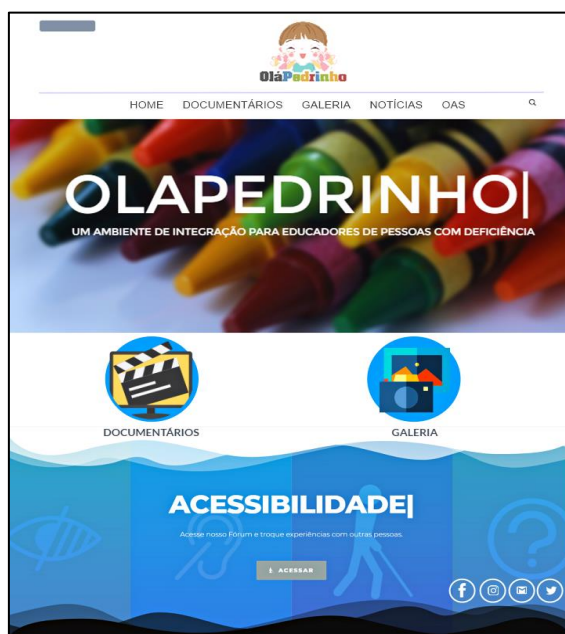 OláPedrinho
HOME DOCUMENTÁRIOS GALERIA NOTÍCIAS OAS
OLAPEDRINHO|
UM AMBIENTE DE INTEGRAÇÃO PARA EDUCADORES DE PESSOAS COM DEFICIÊNCIA
DOCUMENTÁRIOS GALERIA
ACESSIBILIDADE|
Acesse nosso Fórum e troque experiências com outras pessoas.
ACESSAR